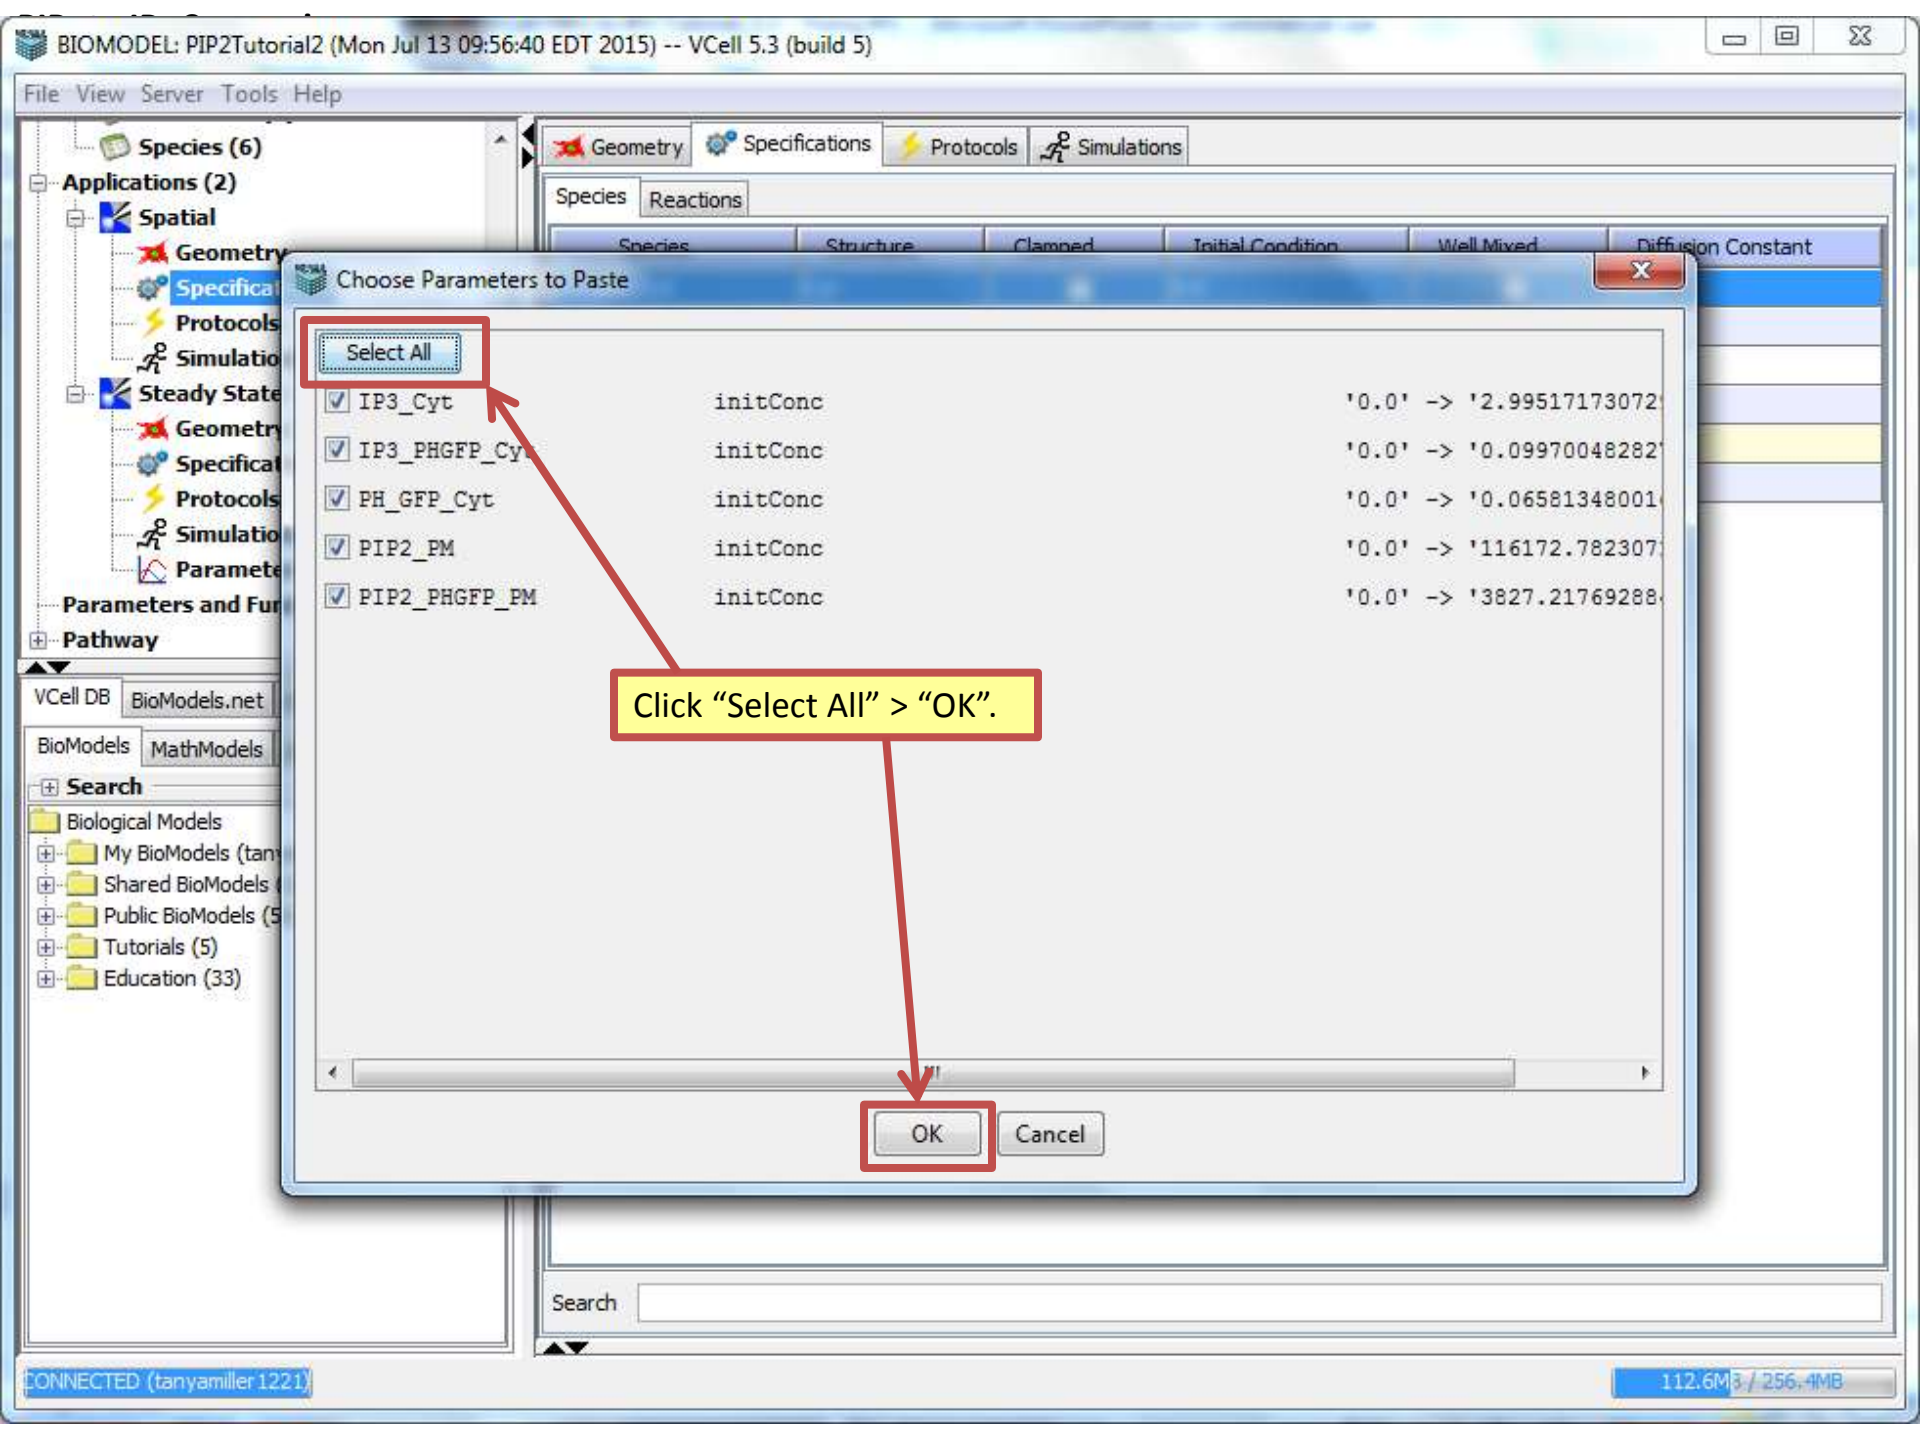 BIOMODEL: PIP2Tutorial2 (Mon Jul 13 09:56:40 EDT 2015) -- VCell 5.3 (build 5)
File View Server Tools Help
Species (6)
Applications (2)
Spatial
Geometry
Specificat
Protocols
Simulatio
Steady State
Geometry
Specificat
Protocols
Simulatio
Paramete
Parameters and Fun
Pathway
VCell DB BioModels.net
BioModels MathModels
Search
Biological Models
My BioModels (tany
Shared BioModels (
Public BioModels (5
Tutorials (5)
Education (33)
CONNECTED (tanyamiller1221)
Geometry Specifications Protocols Simulations
Species Reactions
Species Structure Clamped Initial Condition Well Mixed Diffusion Constant
Choose Parameters to Paste
Select All
IP3_Cyt initConc '0.0' -> '2.99517173072
IP3_PHGFP_Cyt initConc '0.0' -> '0.09970048282
PH_GFP_Cyt initConc '0.0' -> '0.06581348001
PIP2_PM initConc '0.0' -> '116172.782307
PIP2_PHGFP_PM initConc '0.0' -> '3827.21769288
Click “Select All” > “OK”.
OK Cancel
Search
112.6MB / 256.4MB